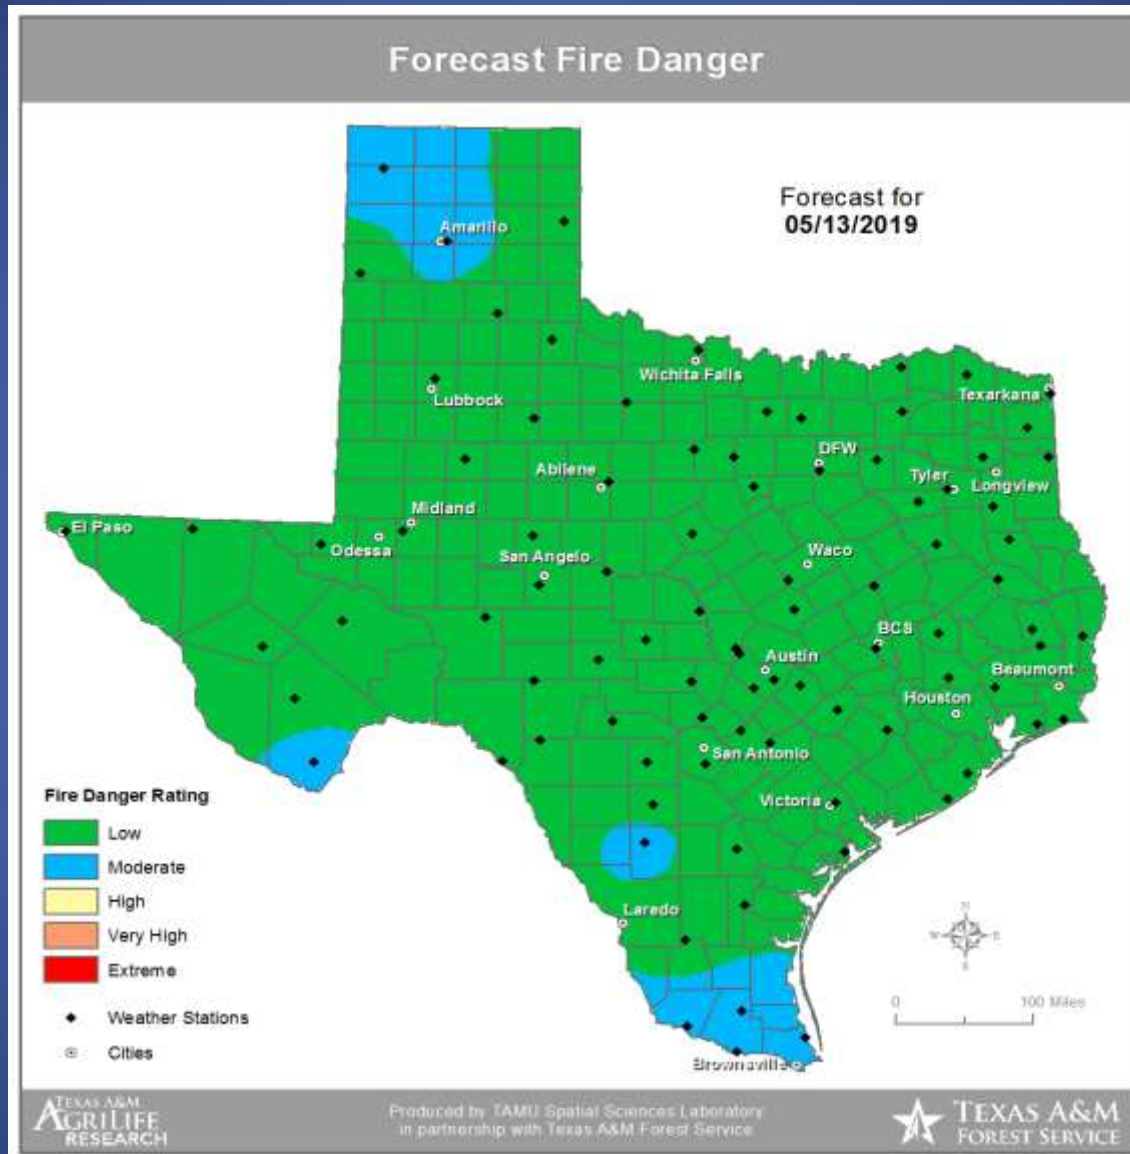 Forecast Fire Danger
Forecast for
05/13/2019
Amarillo
Wichita Falls
Lubbock
Texarkana
DFW
Abilene
Tyler
Longview
Midland
El Paso
Odessa
San Angelo
Waco
BCS
Austin
Beaumont
Houston
San Antonio
Victoria
Laredo
Brownsville
Fire Danger Rating
Low
Moderate
High
Very High
Extreme
Weather Stations
Cities
N
W E
S
0 100 Miles
TEXAS A&M
AGRILIFE
RESEARCH
Produced by TAMU Spatial Sciences Laboratory
in partnership with Texas A&M Forest Service
TEXAS A&M
FOREST SERVICE